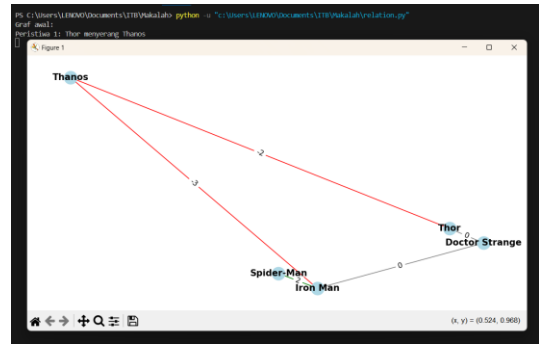 PS C:\Users\LENOVO\Documents\ITB\Makalah> python -u "c:\Users\LENOVO\Documents\ITB\Makalah\relation.py"
Graf awal:
Peristiwa 1: Thor menyerang Thanos
Figure 1
Thanos
-2
-3
Thor
0
Doctor Strange
0
Spider-Man
Iron Man
(x, y) = (0.524, 0.968)